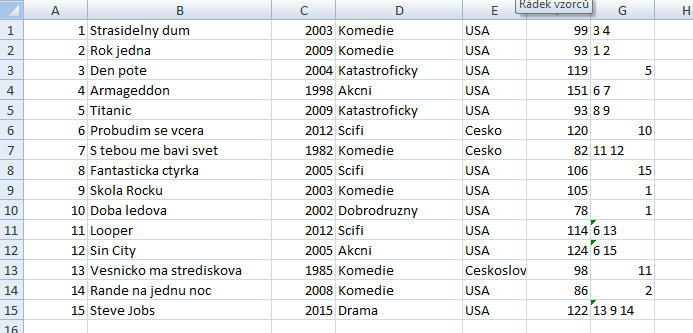 Řádek vzorců
A B C D E G H
1 1 Strasidelny dum 2003 Komedie USA 99 3 4
2 2 Rok jedna 2009 Komedie USA 93 1 2
3 3 Den pote 2004 Katastroficky USA 119 5
4 4 Armageddon 1998 Akcni USA 151 6 7
5 5 Titanic 2009 Katastroficky USA 93 8 9
6 6 Probudim se vcera 2012 Scifi Cesko 120 10
7 7 S tebou me bavi svet 1982 Komedie Cesko 82 11 12
8 8 Fantasticka ctyrka 2005 Scifi USA 106 15
9 9 Skola Rocku 2003 Komedie USA 105 1
10 10 Doba ledova 2002 Dobrodruzny USA 78 1
11 11 Looper 2012 Scifi USA 114 6 13
12 12 Sin City 2005 Akcni USA 124 6 15
13 13 Vesnicko ma strediskova 1985 Komedie Ceskoslov 98 11
14 14 Rande na jednu noc 2008 Komedie USA 86 2
15 15 Steve Jobs 2015 Drama USA 122 13 9 14
16